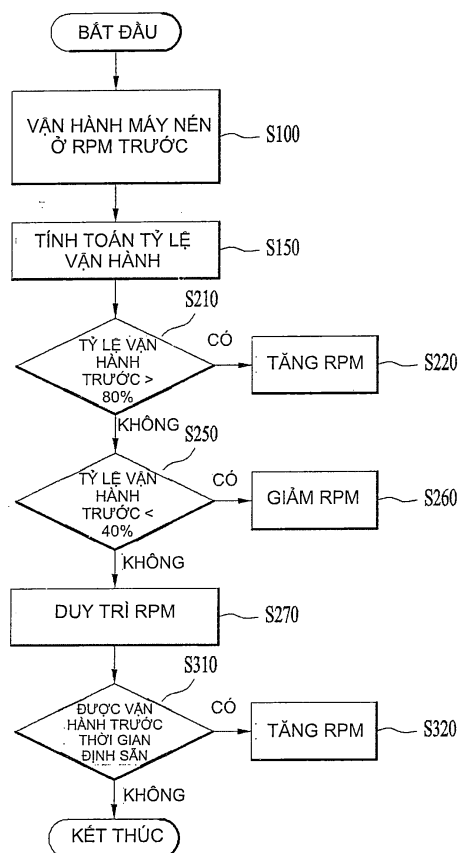 BẮT ĐẦU
VẬN HÀNH MÁY NÉN
Ở RPM TRƯỚC
S100
TÍNH TOÁN TỶ LỆ
VẬN HÀNH
S150
S210
TỶ LỆ VẬN
HÀNH
TRƯỚC >
80%
CÓ
TĂNG RPM
S220
KHÔNG
S250
TỶ LỆ VẬN
HÀNH
TRƯỚC <
40%
CÓ
GIẢM RPM
S260
KHÔNG
DUY TRÌ RPM
S270
S310
ĐƯỢC VẬN
HÀNH TRƯỚC
THỜI GIAN
ĐỊNH SẴN
CÓ
TĂNG RPM
S320
KHÔNG
KẾT THÚC